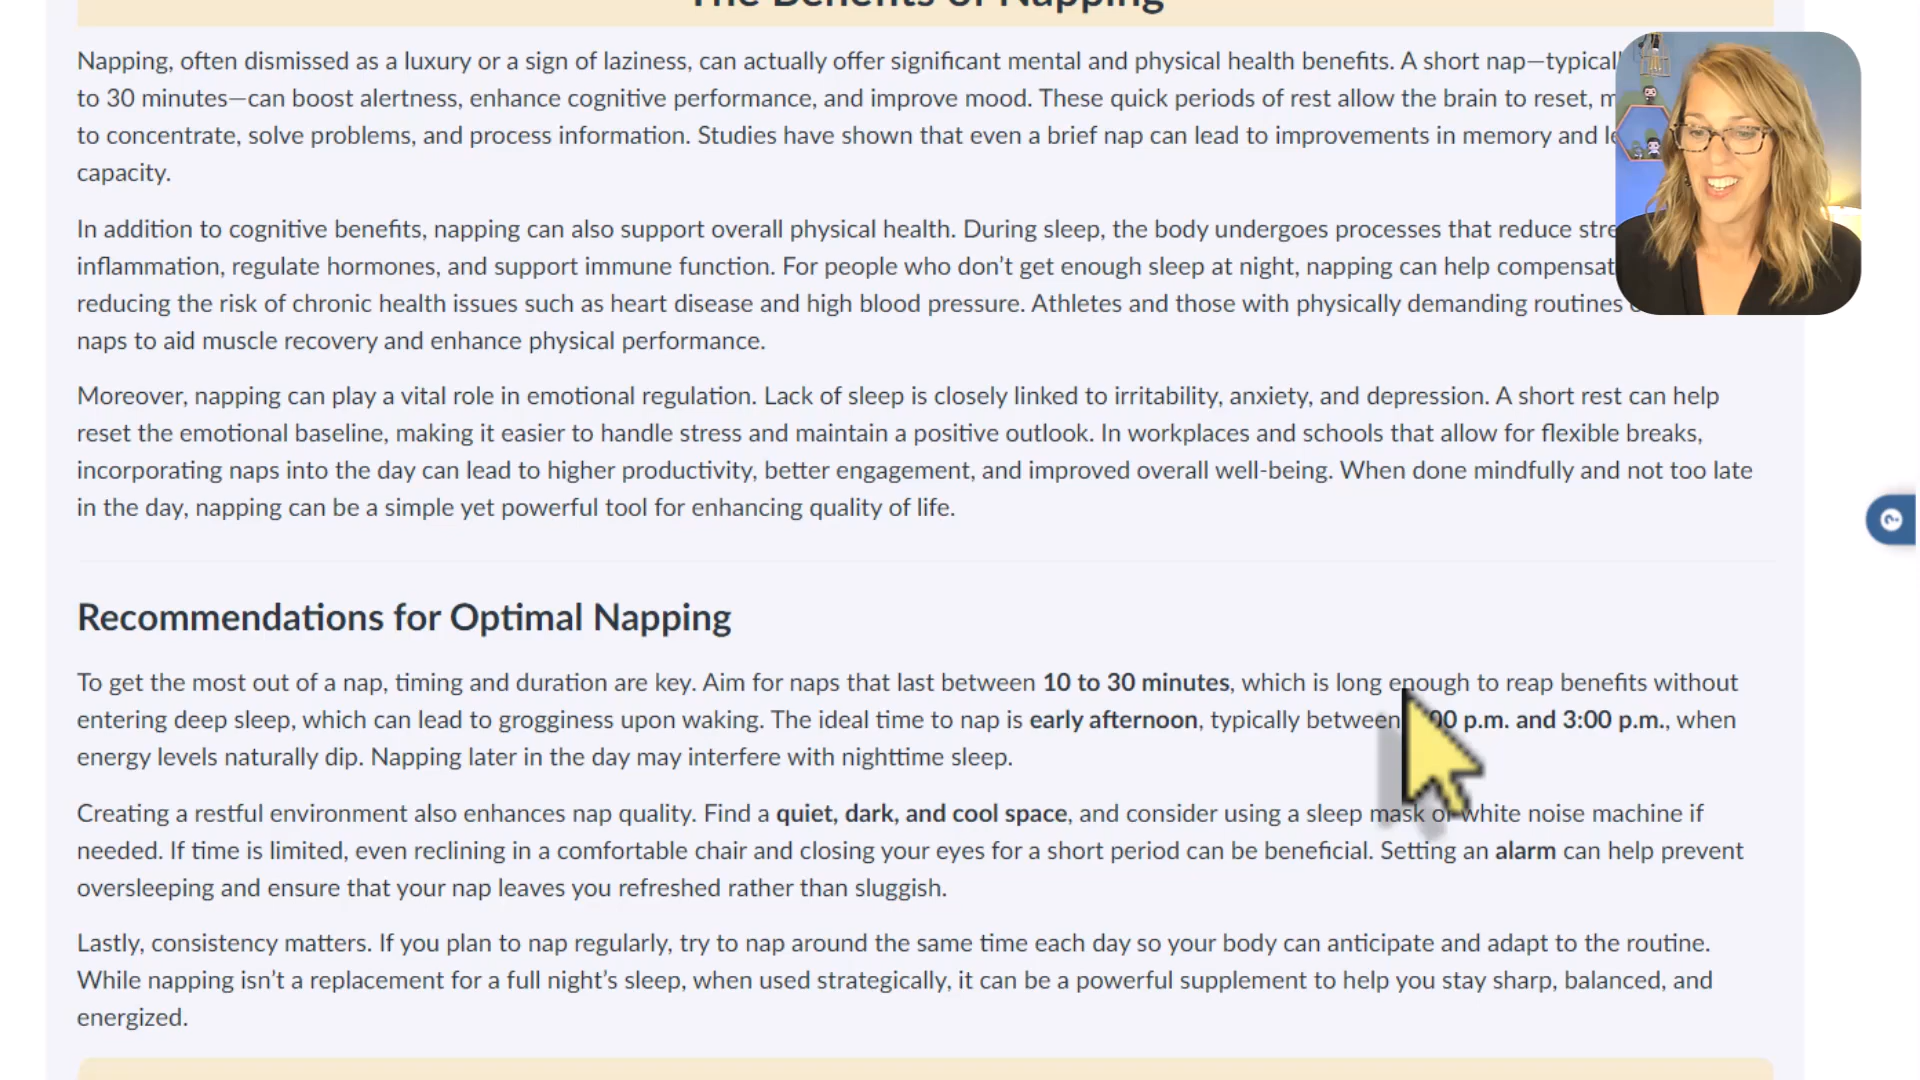 The Benefits of Napping
Napping, often dismissed as a luxury or a sign of laziness, can actually offer significant mental and physical health benefits. A short nap—typical
to 30 minutes—can boost alertness, enhance cognitive performance, and improve mood. These quick periods of rest allow the brain to reset,
to concentrate, solve problems, and process information. Studies have shown that even a brief nap can lead to improvements in memory and
capacity.
In addition to cognitive benefits, napping can also support overall physical health. During sleep, the body undergoes processes that reduce
inflammation, regulate hormones, and support immune function. For people who don't get enough sleep at night, napping can help
reducing the risk of chronic health issues such as heart disease and high blood pressure. Athletes and those with physically demanding routines
naps to aid muscle recovery and enhance physical performance.
Moreover, napping can play a vital role in emotional regulation. Lack of sleep is closely linked to irritability, anxiety, and depression. A short rest can help
reset the emotional baseline, making it easier to handle stress and maintain a positive outlook. In workplaces and schools that allow for flexible breaks,
incorporating naps into the day can lead to higher productivity, better engagement, and improved overall well-being. When done mindfully and not too late
in the day, napping can be a simple yet powerful tool for enhancing quality of life.
Recommendations for Optimal Napping
To get the most out of a nap, timing and duration are key. Aim for naps that last between 10 to 30 minutes, which is long enough to reap benefits without
entering deep sleep, which can lead to grogginess upon waking. The ideal time to nap is early afternoon, typically between 00 p.m. and 3:00 p.m., when
energy levels naturally dip. Napping later in the day may interfere with nighttime sleep.
Creating a restful environment also enhances nap quality. Find a quiet, dark, and cool space, and consider using a sleep mask or white noise machine if
needed. If time is limited, even reclining in a comfortable chair and closing your eyes for a short period can be beneficial. Setting an alarm can help prevent
oversleeping and ensure that your nap leaves you refreshed rather than sluggish.
Lastly, consistency matters. If you plan to nap regularly, try to nap around the same time each day so your body can anticipate and adapt to the routine.
While napping isn't a replacement for a full night's sleep, when used strategically, it can be a powerful supplement to help you stay sharp, balanced, and
energized.